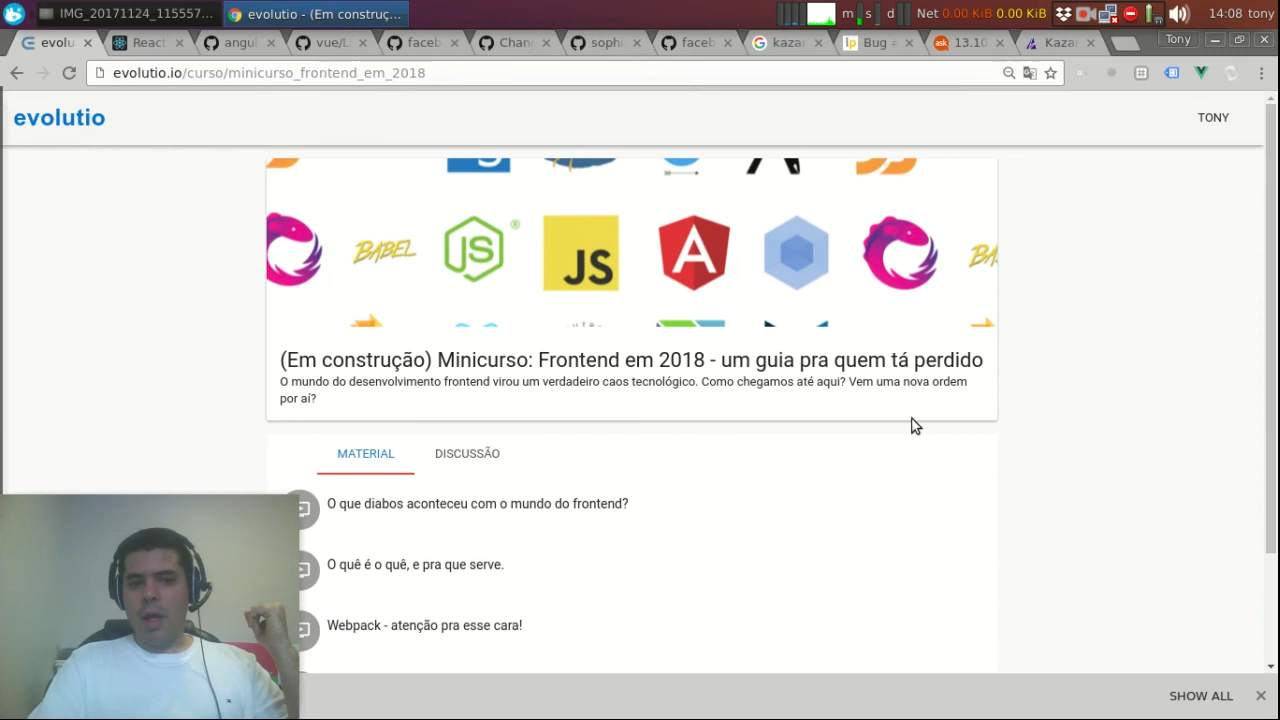 IMG_20171124_115557...
evolutio - (Em construç...
m s d Net 0.00 KiB 0.00 KiB 14:08 tony
evolu
React
angul
vue/
faceb
Chan
sophi
faceb
kazar
Bug #
13.10
Kazar
Tony
evolutio.io/curso/minicurso_frontend_em_2018
evolutio
TONY
BABEL
JS
JS
A
(Em construção) Minicurso: Frontend em 2018 - um guia pra quem tá perdido
O mundo do desenvolvimento frontend virou um verdadeiro caos tecnológico. Como chegamos até aqui? Vem uma nova ordem
por aí?
MATERIAL DISCUSSÃO
O que diabos aconteceu com o mundo do frontend?
O quê é o quê, e pra que serve.
Webpack - atenção pra esse cara!
SHOW ALL